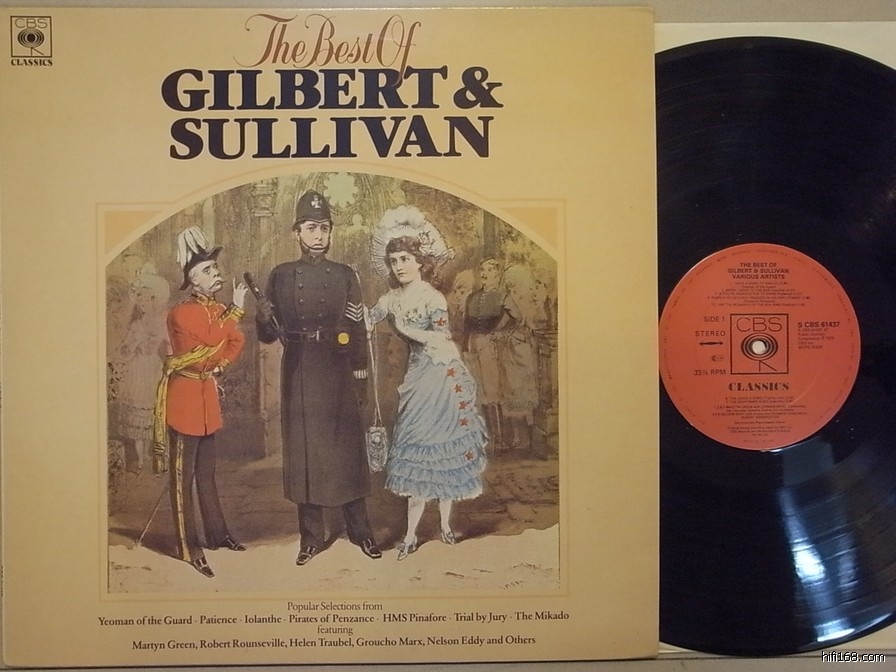 CBS
CLASSICS
The Best Of
GILBERT &
SULLIVAN
Popular Selections from
Yeoman of the Guard · Patience · Iolanthe · Pirates of Penzance · HMS Pinafore · Trial by Jury · The Mikado
featuring
Martyn Green, Robert Rounseville, Helen Traubel, Groucho Marx, Nelson Eddy and Others
THE BEST OF
GILBERT & SULLIVAN
VARIOUS ARTISTS
SIDE 1
STEREO
33⅓ RPM
CBS
S CBS 61437
CLASSICS
hifi168.com